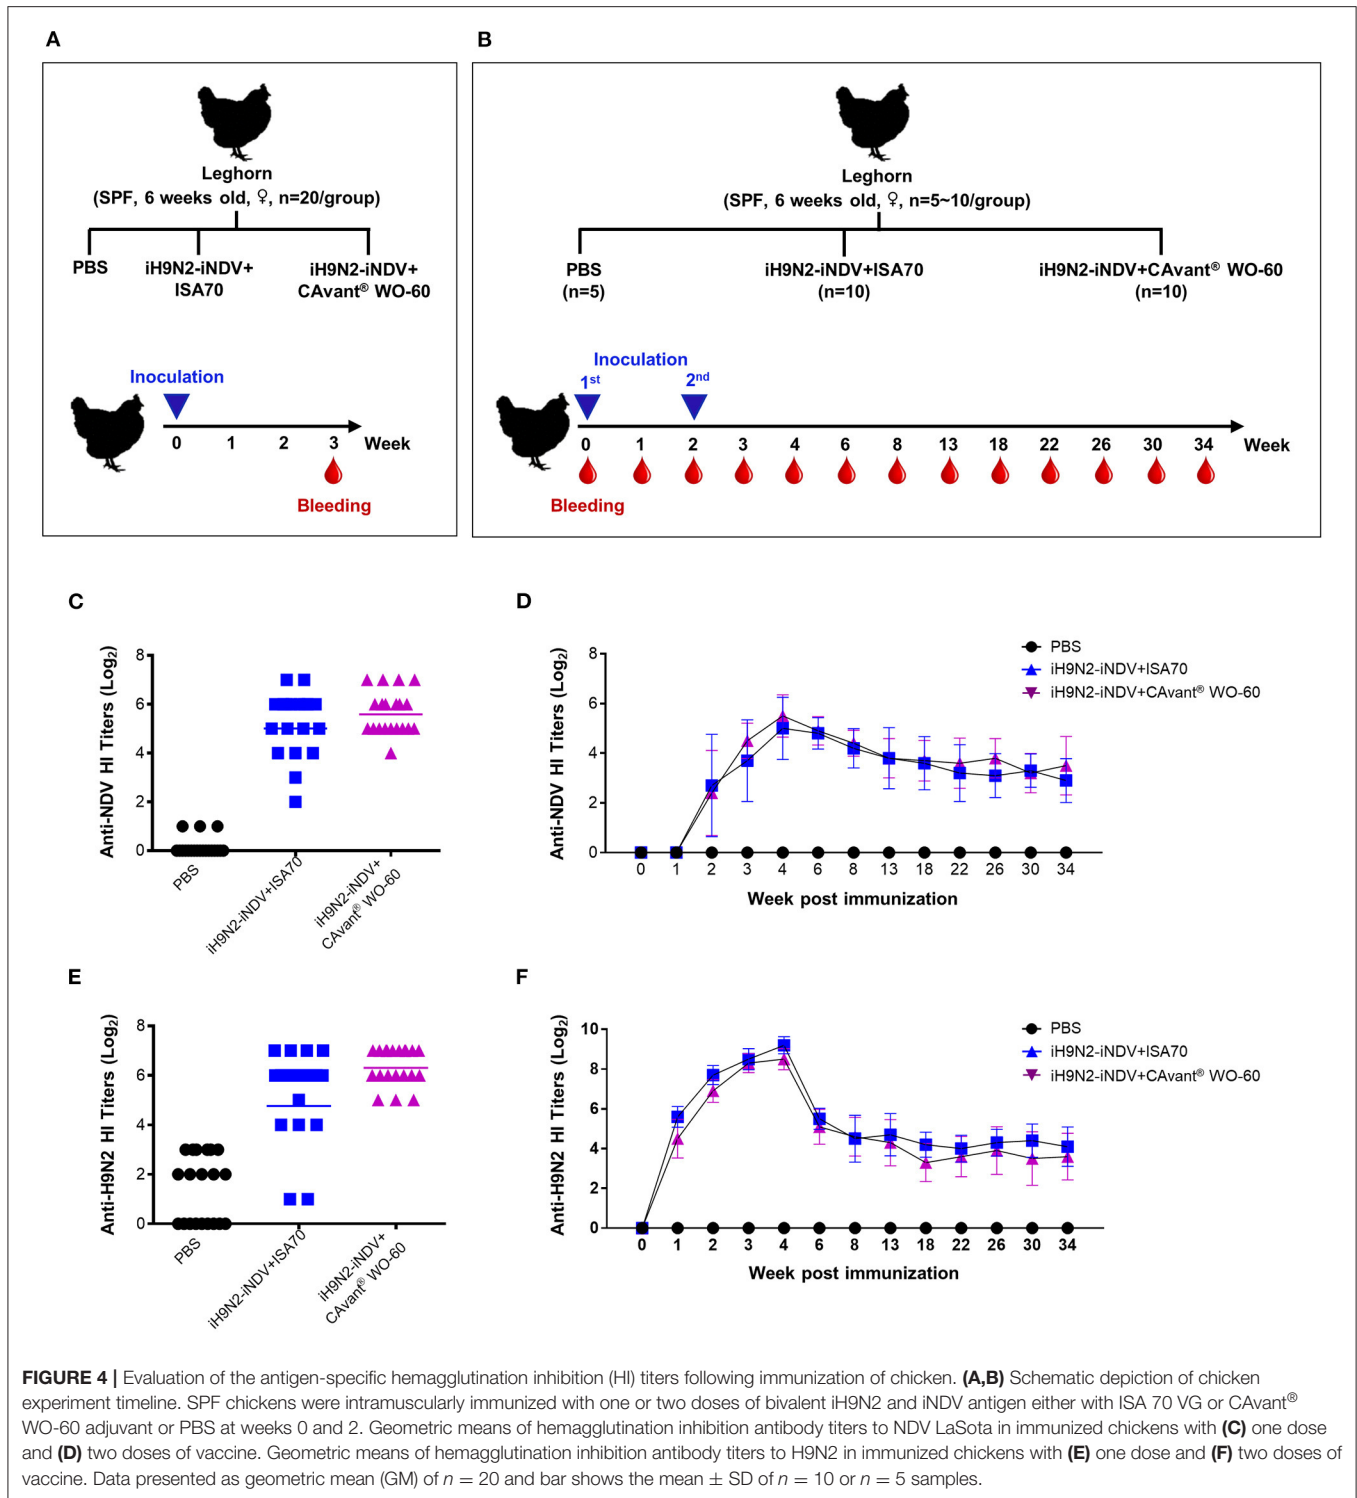 A
Leghorn
(SPF, 6 weeks old, ♀, n=20/group)
PBS
iH9N2-iNDV+
ISA70
iH9N2-iNDV+
CAvant® WO-60
Inoculation
0 1 2 3 Week
Bleeding
B
Leghorn
(SPF, 6 weeks old, ♀, n=5~10/group)
PBS
(n=5)
iH9N2-iNDV+ISA70
(n=10)
iH9N2-iNDV+CAvant® WO-60
(n=10)
Inoculation
1st 2nd
0 1 2 3 4 6 8 13 18 22 26 30 34 Week
Bleeding
C
Anti-NDV HI Titers (Log2)
8
6
4
2
0
PBS
iH9N2-iNDV+ISA70
iH9N2-iNDV+
CAvant® WO-60
D
Anti-NDV HI Titers (Log2)
8
6
4
2
0
0 1 2 3 4 6 8 13 18 22 26 30 34
Week post immunization
PBS
iH9N2-iNDV+ISA70
iH9N2-iNDV+CAvant® WO-60
E
Anti-H9N2 HI Titers (Log2)
8
6
4
2
0
PBS
iH9N2-iNDV+ISA70
iH9N2-iNDV+
CAvant® WO-60
F
Anti-H9N2 HI Titers (Log2)
10
8
6
4
2
0
0 1 2 3 4 6 8 13 18 22 26 30 34
Week post immunization
PBS
iH9N2-iNDV+ISA70
iH9N2-iNDV+CAvant® WO-60
FIGURE 4 | Evaluation of the antigen-specific hemagglutination inhibition (HI) titers following immunization of chicken. (A,B) Schematic depiction of chicken
experiment timeline. SPF chickens were intramuscularly immunized with one or two doses of bivalent iH9N2 and iNDV antigen either with ISA 70 VG or CAvant®
WO-60 adjuvant or PBS at weeks 0 and 2. Geometric means of hemagglutination inhibition antibody titers to NDV LaSota in immunized chickens with (C) one dose
and (D) two doses of vaccine. Geometric means of hemagglutination inhibition antibody titers to H9N2 in immunized chickens with (E) one dose and (F) two doses of
vaccine. Data presented as geometric mean (GM) of n = 20 and bar shows the mean ± SD of n = 10 or n = 5 samples.